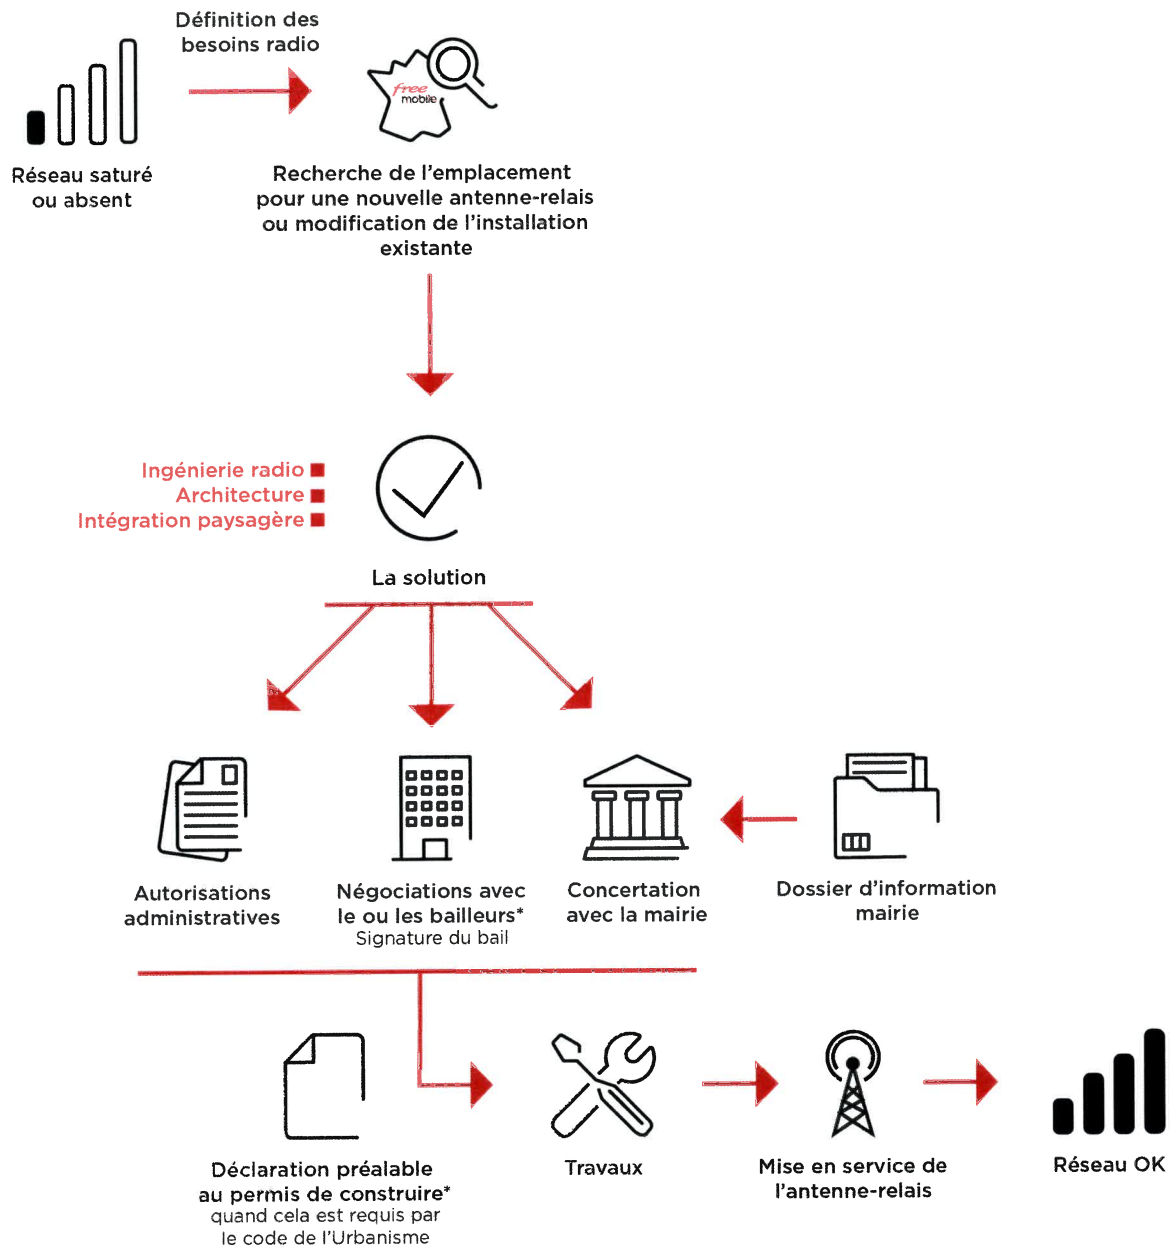 Définition des
besoins radio
free
mobile
Réseau saturé
ou absent
Recherche de l'emplacement
pour une nouvelle antenne-relais
ou modification de l'installation
existante
Ingénierie radio
Architecture
Intégration paysagère
La solution
Autorisations
administratives
Négociations avec
le ou les bailleurs*
Signature du bail
Concertation
avec la mairie
Dossier d'information
mairie
Déclaration préalable
au permis de construire*
quand cela est requis par
le code de l'Urbanisme
Travaux
Mise en service de
l'antenne-relais
Réseau OK